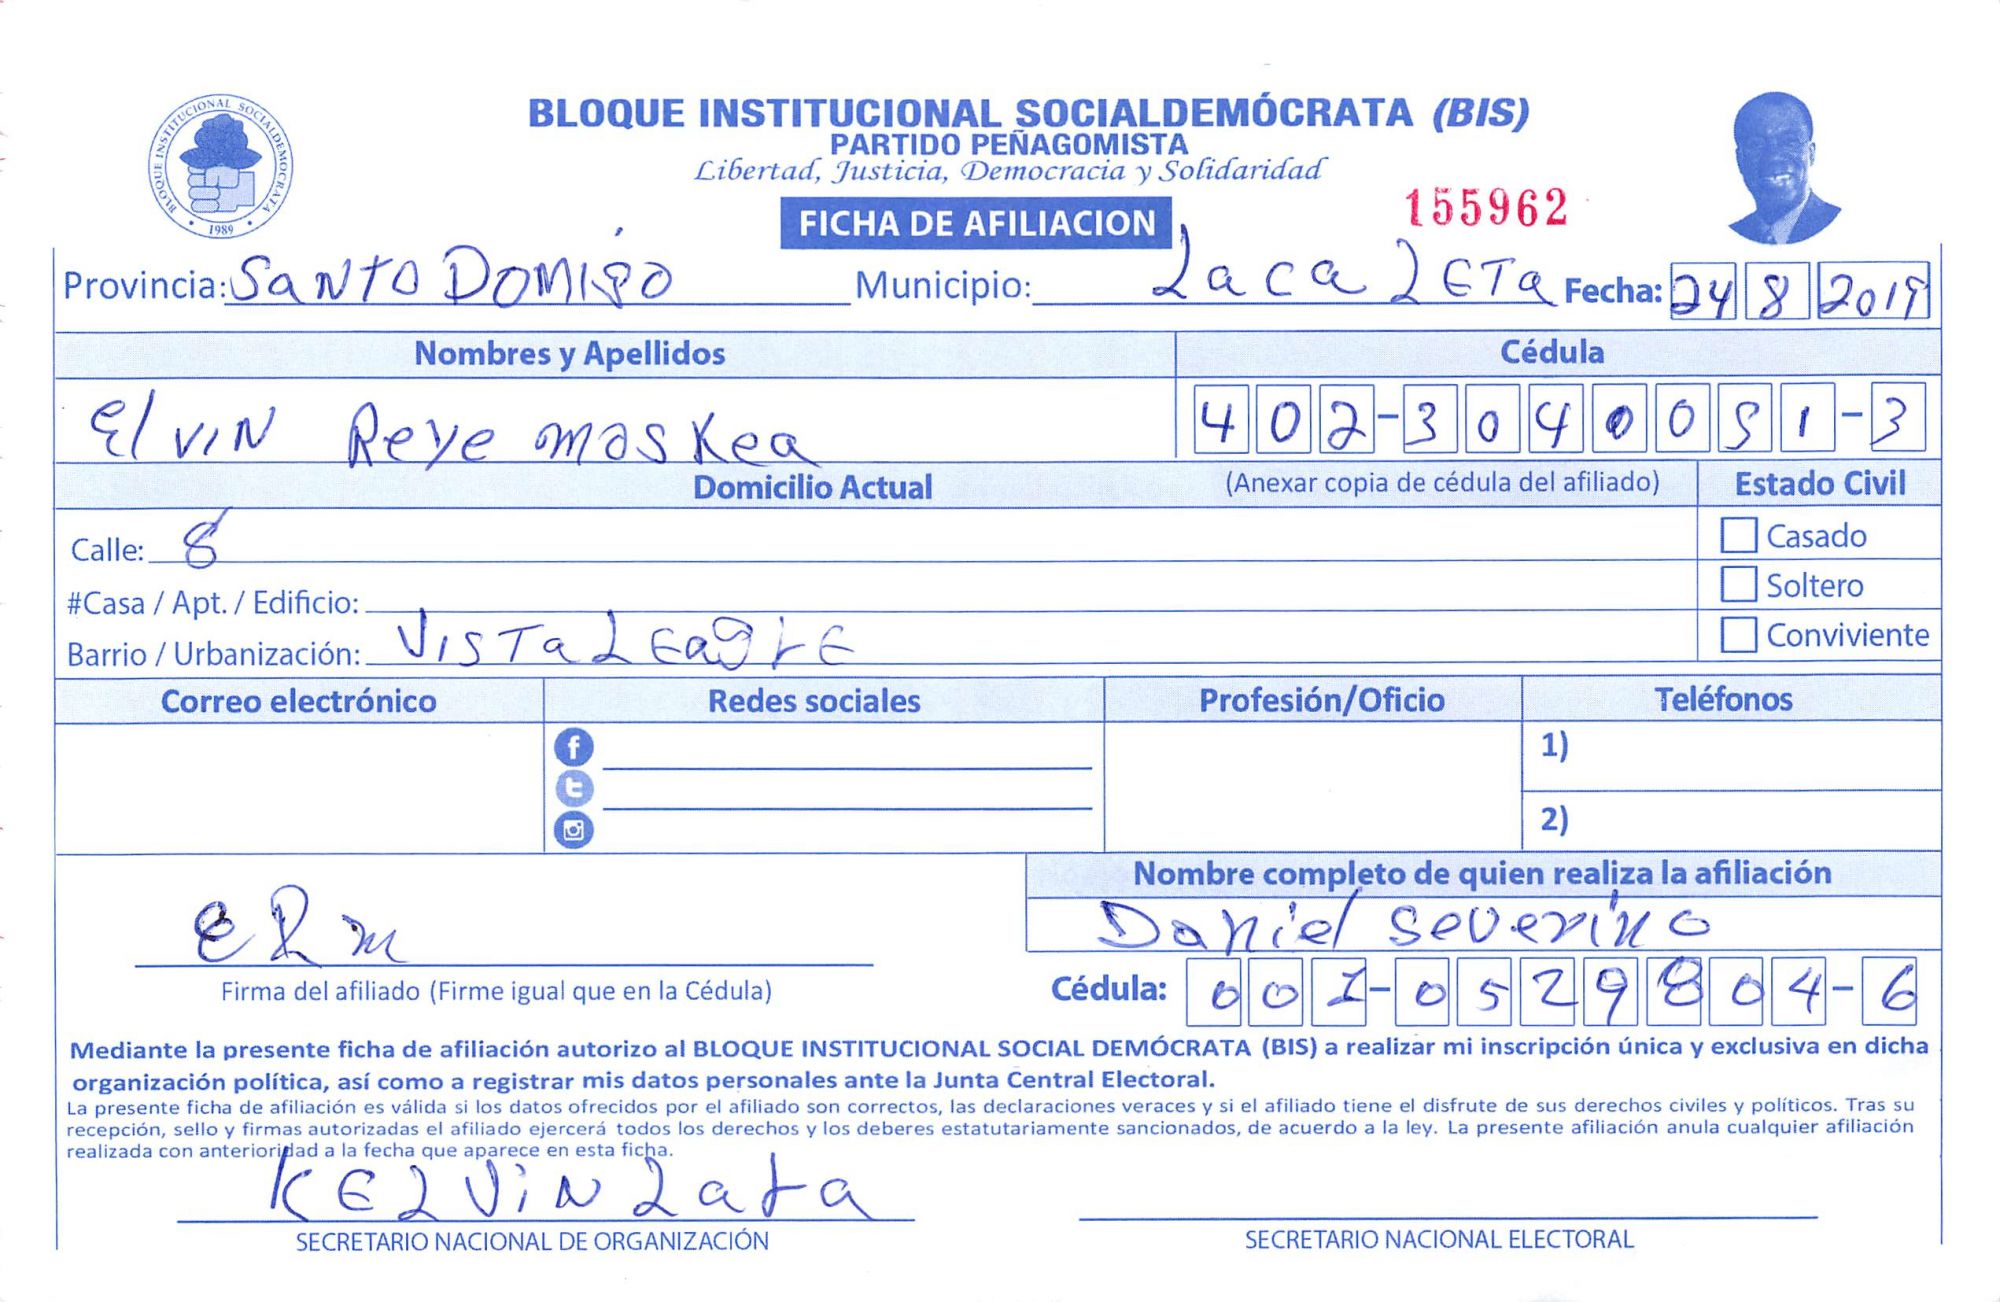 BLOQUE INSTITUCIONAL SOCIALDEMOCRATA
1989
BLOQUE INSTITUCIONAL SOCIALDEMÓCRATA (BIS)
PARTIDO PEÑAGOMISTA
Libertad, Justicia, Democracia y Solidaridad
FICHA DE AFILIACION
155962
Provincia: SANTO DOMIGO Municipio: LaCaLETa Fecha: 24 8 2019
Nombres y Apellidos Cédula
ElVIN Reye moskea 402-3040051-3
Domicilio Actual (Anexar copia de cédula del afiliado) Estado Civil
Calle: 8 Casado
#Casa / Apt. / Edificio: Soltero
Barrio / Urbanización: VISTa Conviviente
Correo electrónico Redes sociales Profesión/Oficio Teléfonos
1)
2)
Nombre completo de quien realiza la afiliación
ERm Daniel Severino
Firma del afiliado (Firme igual que en la Cédula) Cédula: 001-0529804-6
Mediante la presente ficha de afiliación autorizo al BLOQUE INSTITUCIONAL SOCIAL DEMÓCRATA (BIS) a realizar mi inscripción única y exclusiva en dicha
organización política, así como a registrar mis datos personales ante la Junta Central Electoral.
La presente ficha de afiliación es válida si los datos ofrecidos por el afiliado son correctos, las declaraciones veraces y si el afiliado tiene el disfrute de sus derechos civiles y políticos. Tras su
recepción, sello y firmas autorizadas el afiliado ejercerá todos los derechos y los deberes estatutariamente sancionados, de acuerdo a la ley. La presente afiliación anula cualquier afiliación
realizada con anterioridad a la fecha que aparece en esta ficha.
KELViN Lara
SECRETARIO NACIONAL DE ORGANIZACIÓN SECRETARIO NACIONAL ELECTORAL